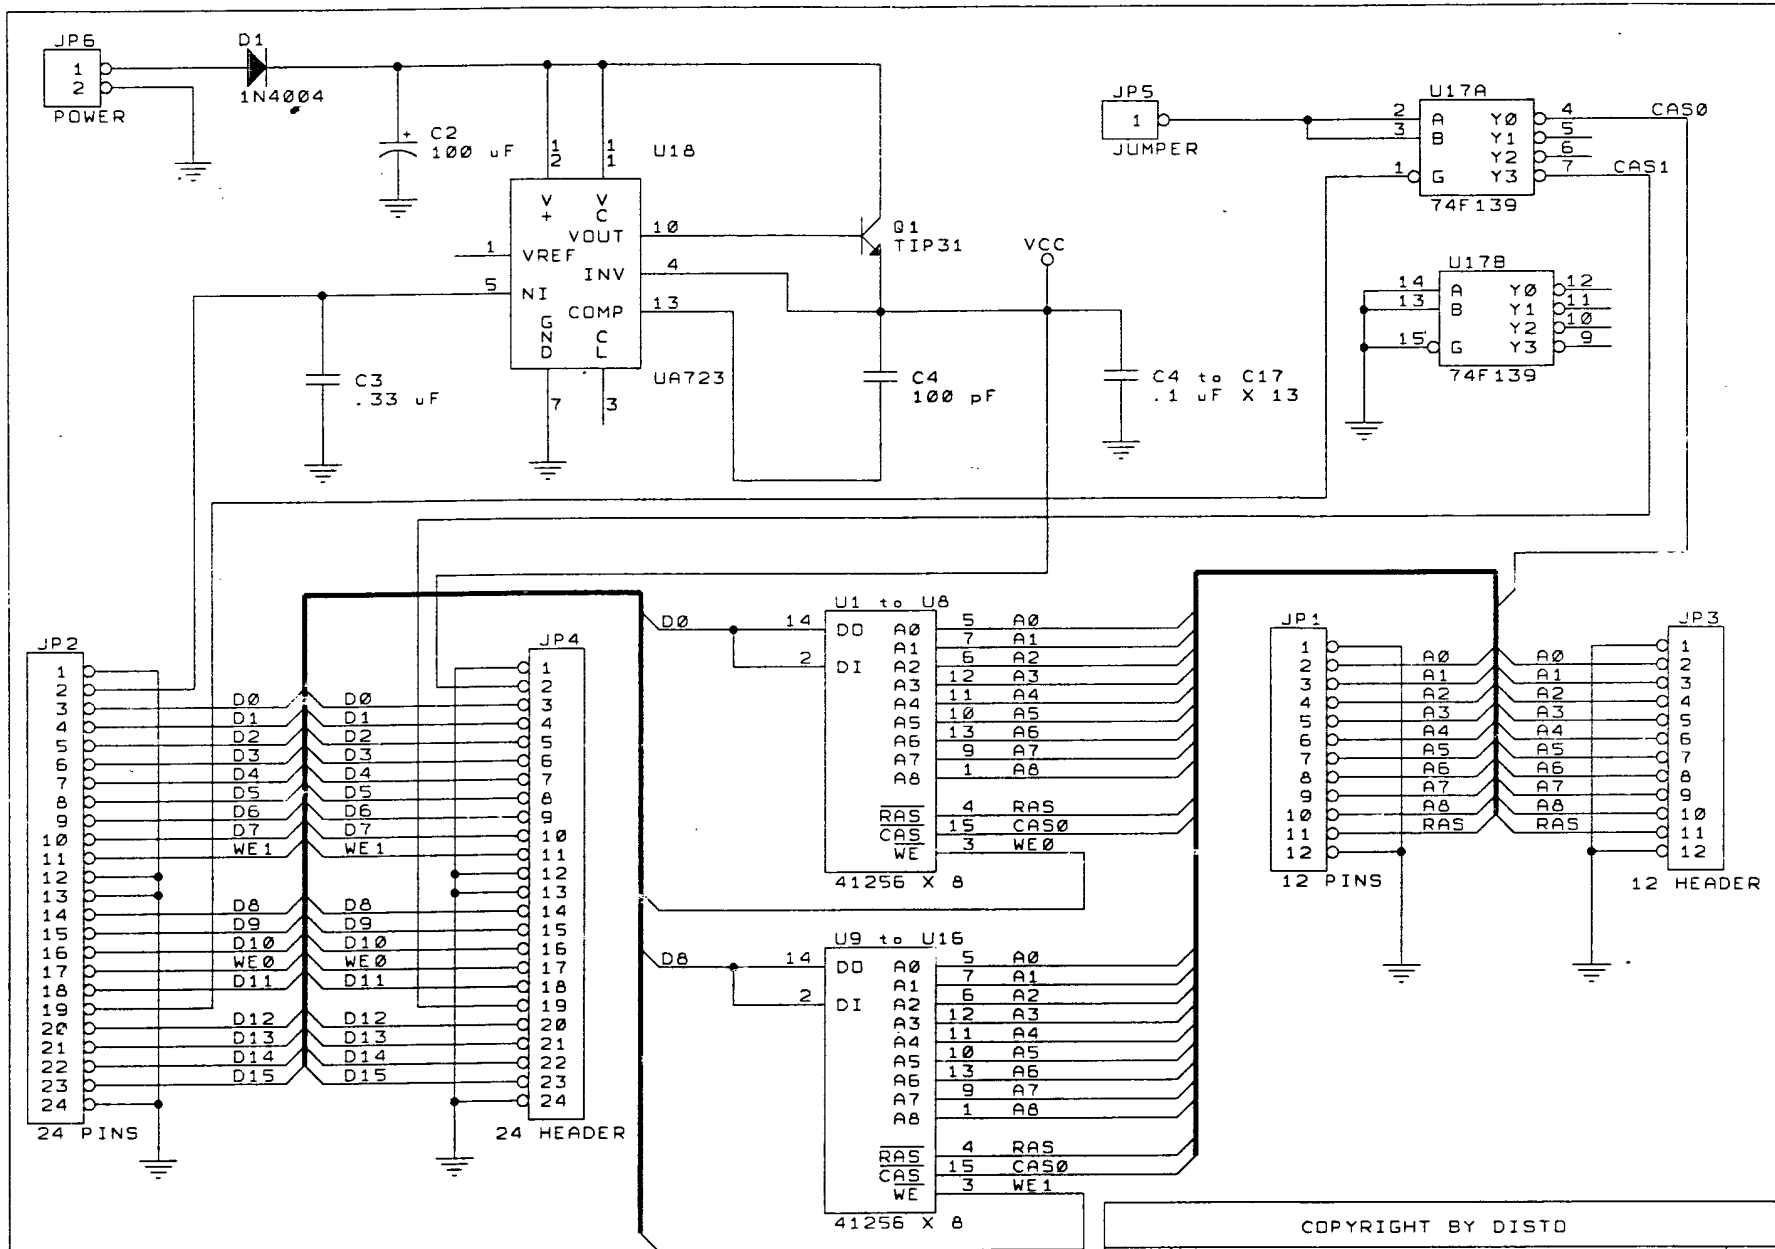 JP6
1
2
POWER
D1
1N4004
+
C2
100 uF
12
11
U18
V+
VC
VOUT
VREF
INV
NI
COMP
GND
CL
1
5
10
4
13
7
3
UA723
C3
.33 uF
Q1
TIP31
VCC
C4
100 pF
C4 to C17
.1 uF X 13
JP5
1
JUMPER
U17A
2 A Y0 4 CAS0
3 B Y1 5
Y2 6
1 G Y3 7 CAS1
74F139
U17B
14 A Y0 12
13 B Y1 11
Y2 10
15 G Y3 9
74F139
JP2
1
2
3 D0
4 D1
5 D2
6 D3
7 D4
8 D5
9 D6
10 D7
11 WE1
12
13
14 D8
15 D9
16 D10
17 WE0
18 D11
19
20 D12
21 D13
22 D14
23 D15
24
24 PINS
JP4
1
2
D0 3
D1 4
D2 5
D3 6
D4 7
D5 8
D6 9
D7 10
WE1 11
12
13
D8 14
D9 15
D10 16
WE0 17
D11 18
19
D12 20
D13 21
D14 22
D15 23
24
24 HEADER
U1 to U8
D0 14 DO A0 5 A0
A1 7 A1
2 DI A2 6 A2
A3 12 A3
A4 11 A4
A5 10 A5
A6 13 A6
A7 9 A7
A8 1 A8
RAS 4 RAS
CAS 15 CAS0
WE 3 WE0
41256 X 8
U9 to U16
D8 14 DO A0 5 A0
A1 7 A1
2 DI A2 6 A2
A3 12 A3
A4 11 A4
A5 10 A5
A6 13 A6
A7 9 A7
A8 1 A8
RAS 4 RAS
CAS 15 CAS0
WE 3 WE1
41256 X 8
JP1
1
2 A0
3 A1
4 A2
5 A3
6 A4
7 A5
8 A6
9 A7
10 A8
11 RAS
12
12 PINS
JP3
1
A0 2
A1 3
A2 4
A3 5
A4 6
A5 7
A6 8
A7 9
A8 10
RAS 11
12
12 HEADER
COPYRIGHT BY DISTO